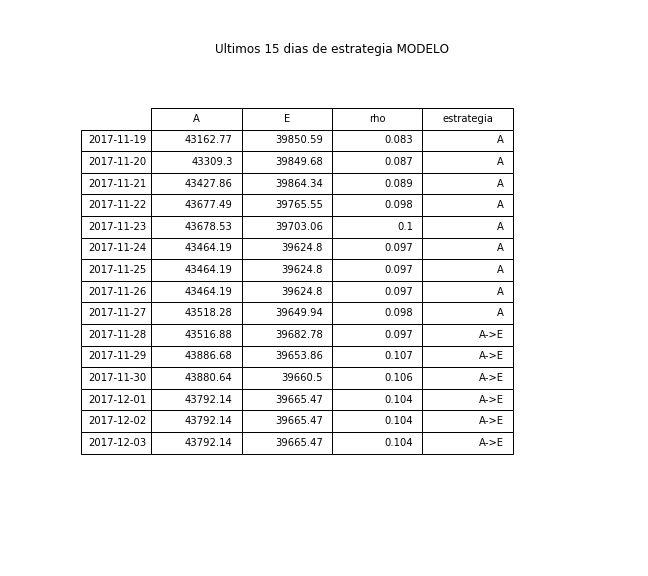 Ultimos 15 dias de estrategia MODELO
A E rho estrategia
2017-11-19 43162.77 39850.59 0.083 A
2017-11-20 43309.3 39849.68 0.087 A
2017-11-21 43427.86 39864.34 0.089 A
2017-11-22 43677.49 39765.55 0.098 A
2017-11-23 43678.53 39703.06 0.1 A
2017-11-24 43464.19 39624.8 0.097 A
2017-11-25 43464.19 39624.8 0.097 A
2017-11-26 43464.19 39624.8 0.097 A
2017-11-27 43518.28 39649.94 0.098 A
2017-11-28 43516.88 39682.78 0.097 A->E
2017-11-29 43886.68 39653.86 0.107 A->E
2017-11-30 43880.64 39660.5 0.106 A->E
2017-12-01 43792.14 39665.47 0.104 A->E
2017-12-02 43792.14 39665.47 0.104 A->E
2017-12-03 43792.14 39665.47 0.104 A->E